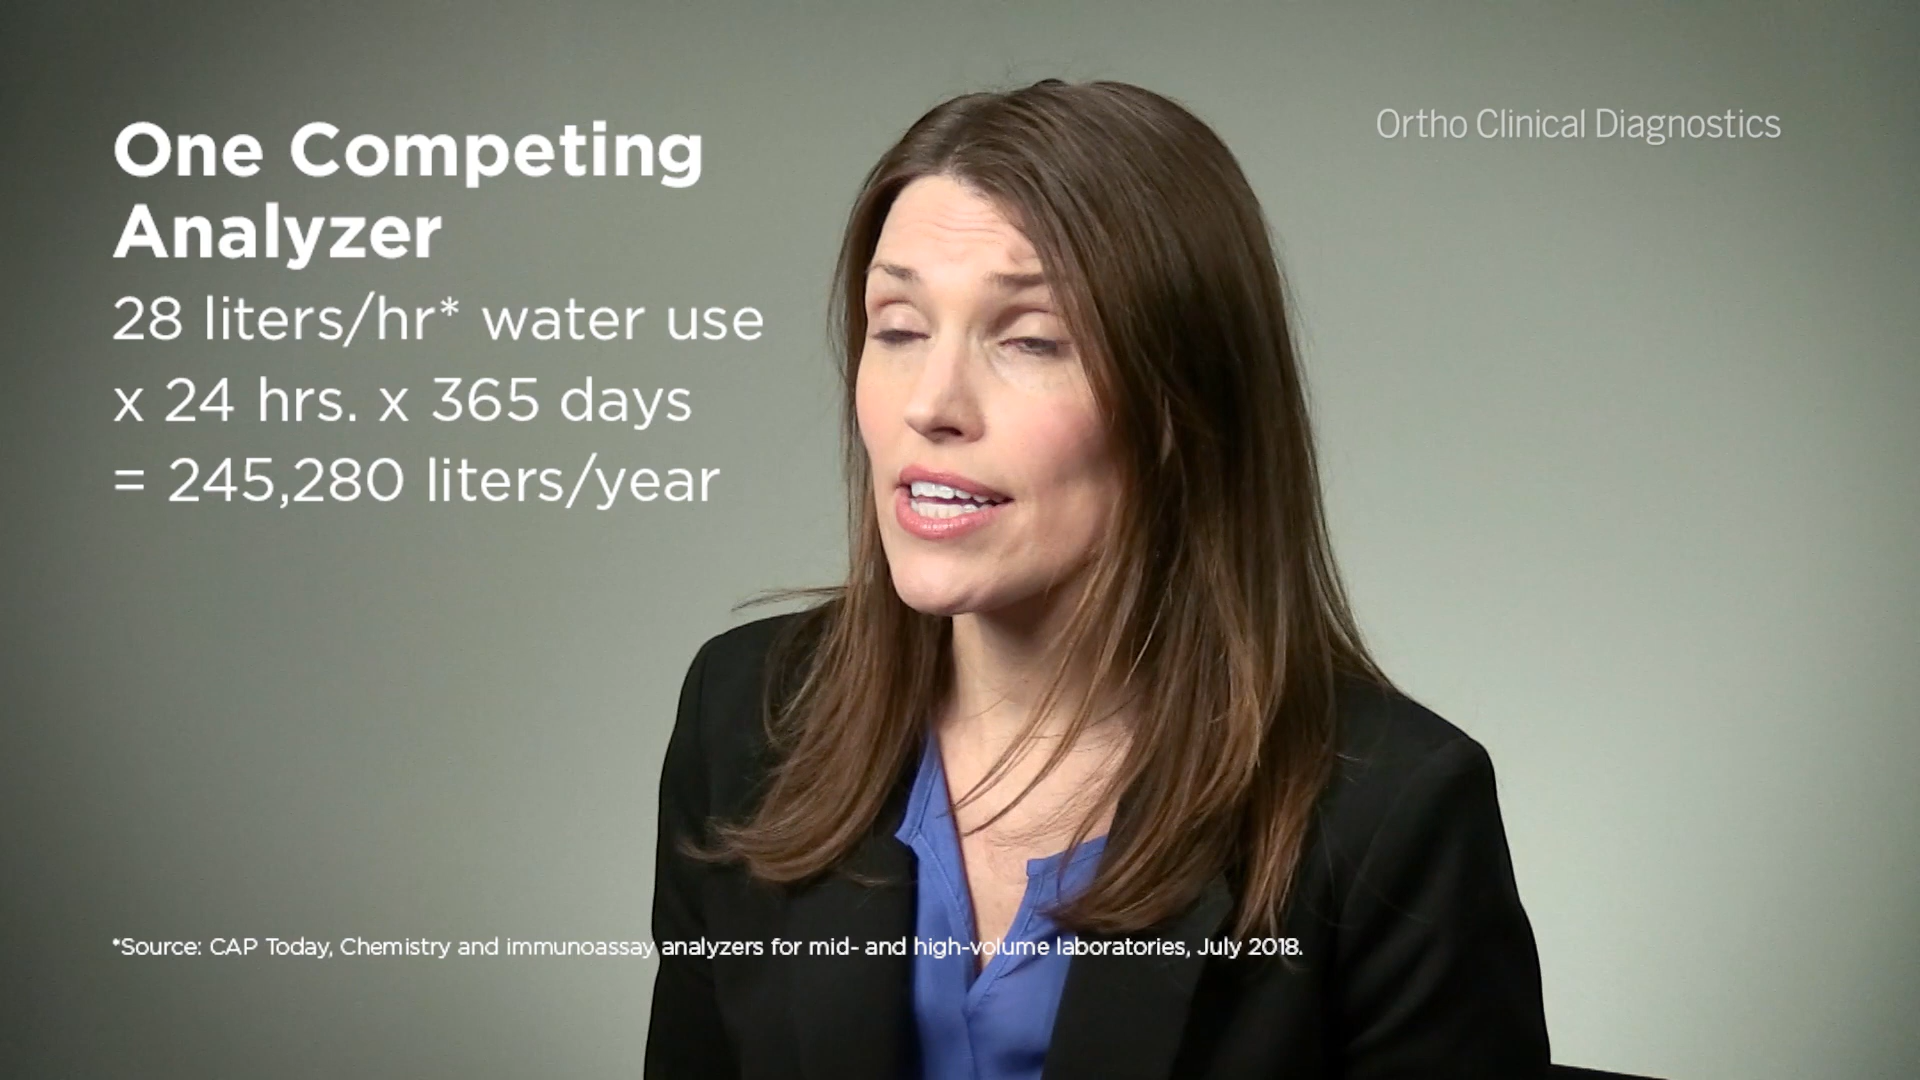 One Competing
Analyzer
28 liters/hr* water use
x 24 hrs. x 365 days
= 245,280 liters/year
Ortho Clinical Diagnostics
*Source: CAP Today, Chemistry and immunoassay analyzers for mid- and high-volume laboratories, July 2018.